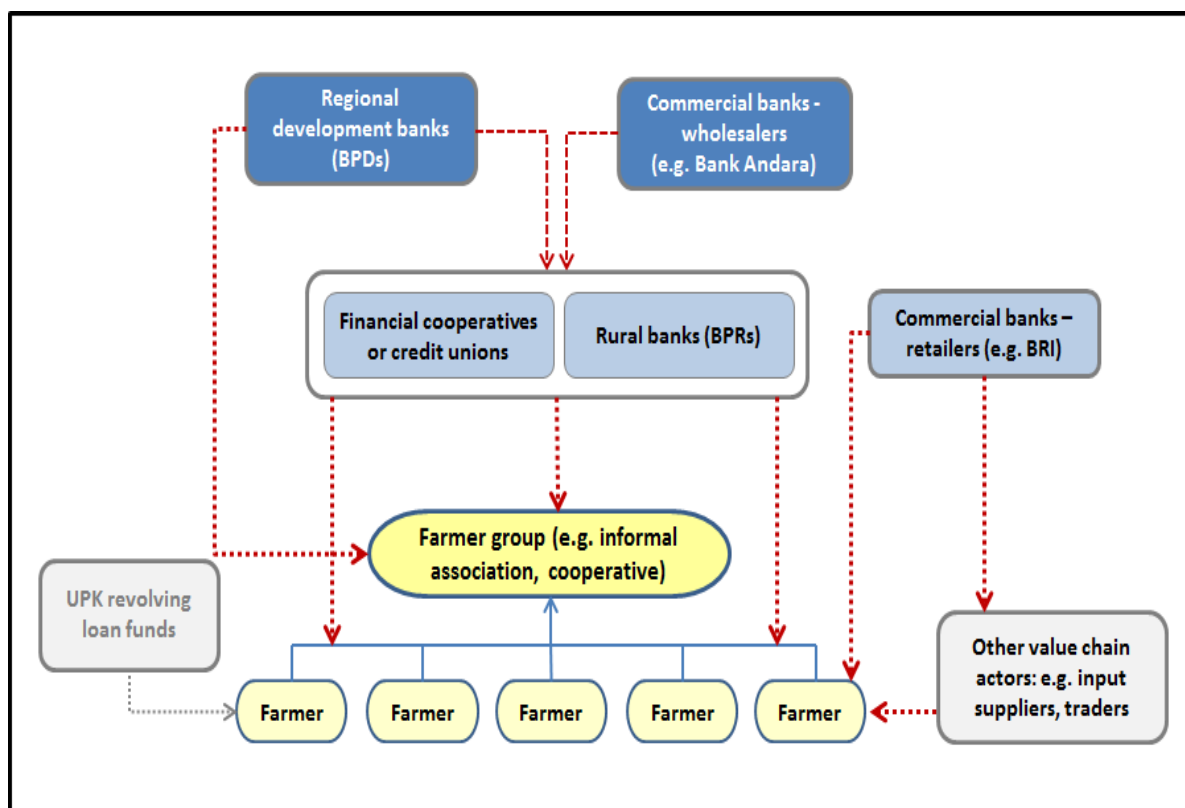 Regional
development banks
(BPDs)
Commercial banks -
wholesalers
(e.g. Bank Andara)
Financial cooperatives
or credit unions
Rural banks (BPRs)
Commercial banks –
retailers (e.g. BRI)
Farmer group (e.g. informal
association, cooperative)
UPK revolving
loan funds
Other value chain
actors: e.g. input
suppliers, traders
Farmer
Farmer
Farmer
Farmer
Farmer